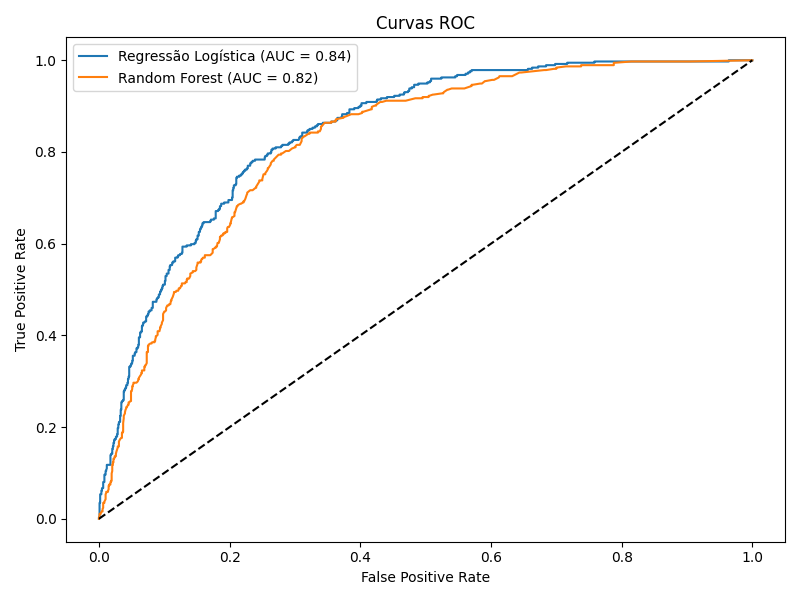 Curvas ROC
Regressão Logística (AUC = 0.84)
Random Forest (AUC = 0.82)
True Positive Rate
1.0
0.8
0.6
0.4
0.2
0.0
0.0 0.2 0.4 0.6 0.8 1.0
False Positive Rate